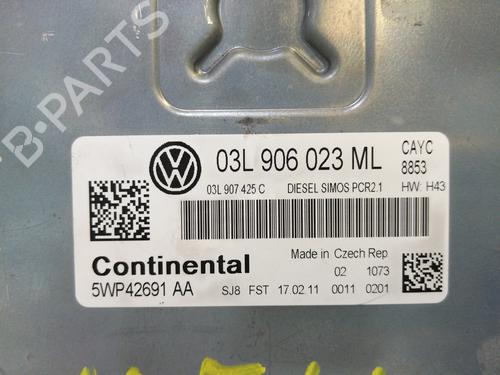 B-PARTS
VW
03L 906 023 ML
CAYC
8853
03L 907 425 C DIESEL SIMOS PCR2.1 HW: H43
Continental
Made in Czech Rep.
02 1073
5WP42691 AA SJ8 FST 17.02.11 0011 0201